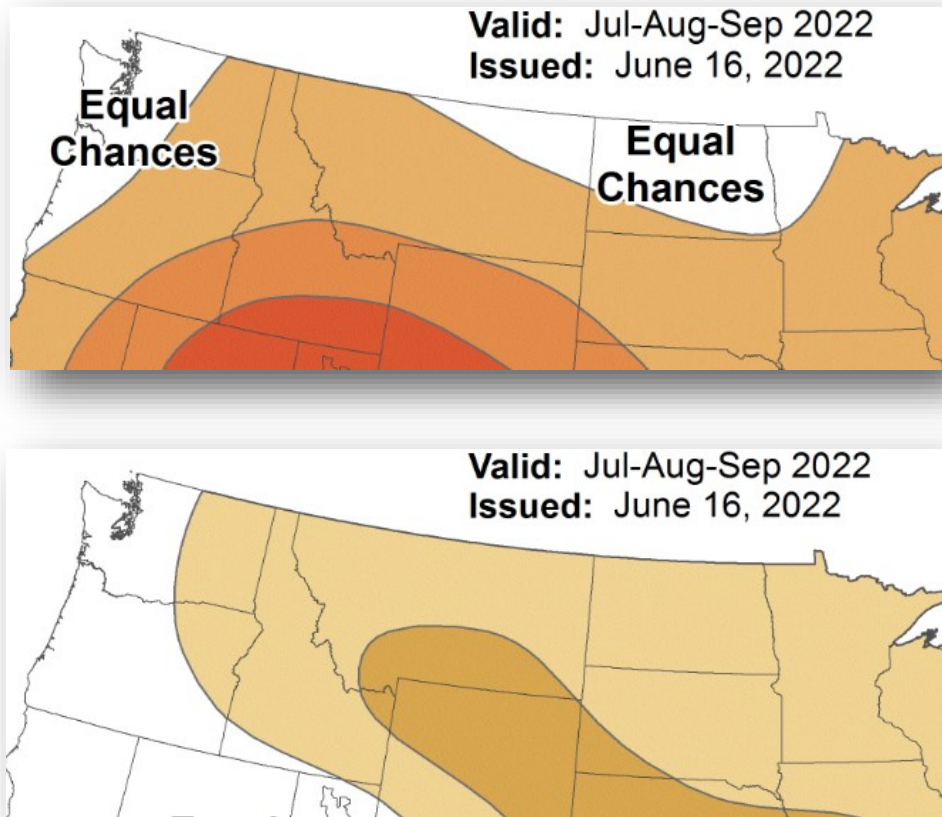 Valid: Jul-Aug-Sep 2022
Issued: June 16, 2022
Equal
Chances
Equal
Chances
Valid: Jul-Aug-Sep 2022
Issued: June 16, 2022